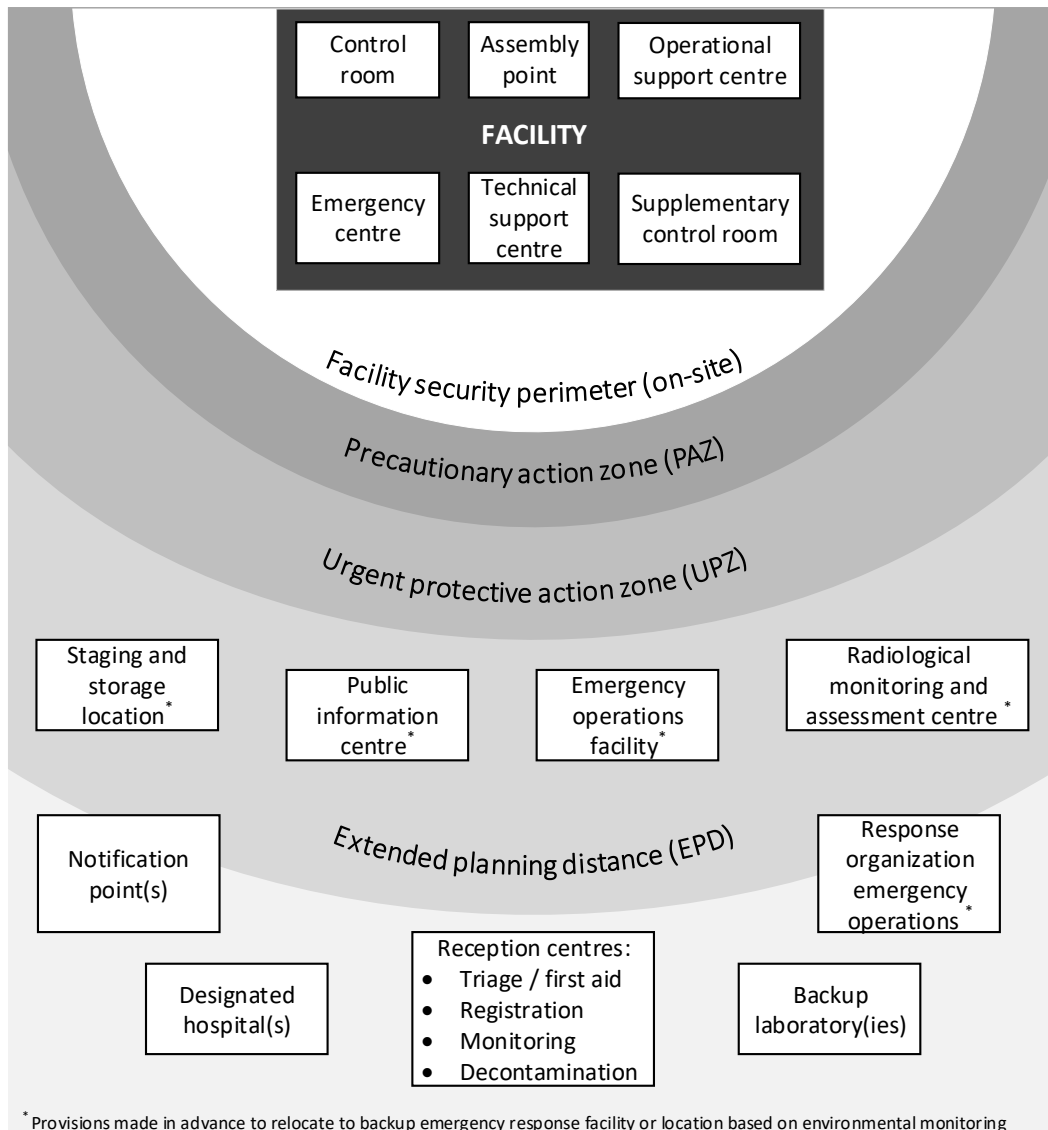 Control
room
Assembly
point
Operational
support centre
FACILITY
Emergency
centre
Technical
support
centre
Supplementary
control room
Facility security perimeter (on-site)
Precautionary action zone (PAZ)
Urgent protective action zone (UPZ)
Staging and
storage
location*
Public
information
centre*
Emergency
operations
facility*
Radiological
monitoring and
assessment centre *
Extended planning distance (EPD)
Notification
point(s)
Response
organization
emergency
operations *
Designated
hospital(s)
Reception centres:
• Triage / first aid
• Registration
• Monitoring
• Decontamination
Backup
laboratory(ies)
* Provisions made in advance to relocate to backup emergency response facility or location based on environmental monitoring